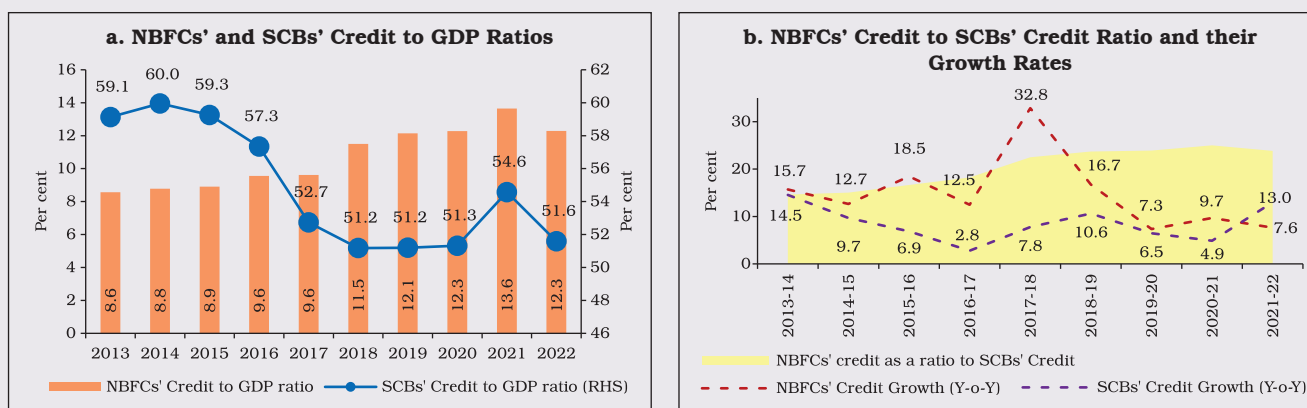 a. NBFCs' and SCBs' Credit to GDP Ratios
16 62
59.1 60.0 59.3 57.3 52.7 51.2 51.2 51.3 54.6 51.6
14 60
12 58
10 56
8 54
6 52
4 50
2 48
0 46
Per cent
Per cent
8.6 8.8 8.9 9.6 9.6 11.5 12.1 12.3 13.6 12.3
2013 2014 2015 2016 2017 2018 2019 2020 2021 2022
NBFCs' Credit to GDP ratio SCBs' Credit to GDP ratio (RHS)
b. NBFCs' Credit to SCBs' Credit Ratio and their
Growth Rates
30
20
10
0
Per cent
15.7 12.7 18.5 12.5 32.8 16.7 7.3 9.7 7.6
14.5 9.7 6.9 2.8 7.8 10.6 6.5 4.9 13.0
2013-14 2014-15 2015-16 2016-17 2017-18 2018-19 2019-20 2020-21 2021-22
NBFCs' credit as a ratio to SCBs' Credit
NBFCs' Credit Growth (Y-o-Y) SCBs' Credit Growth (Y-o-Y)